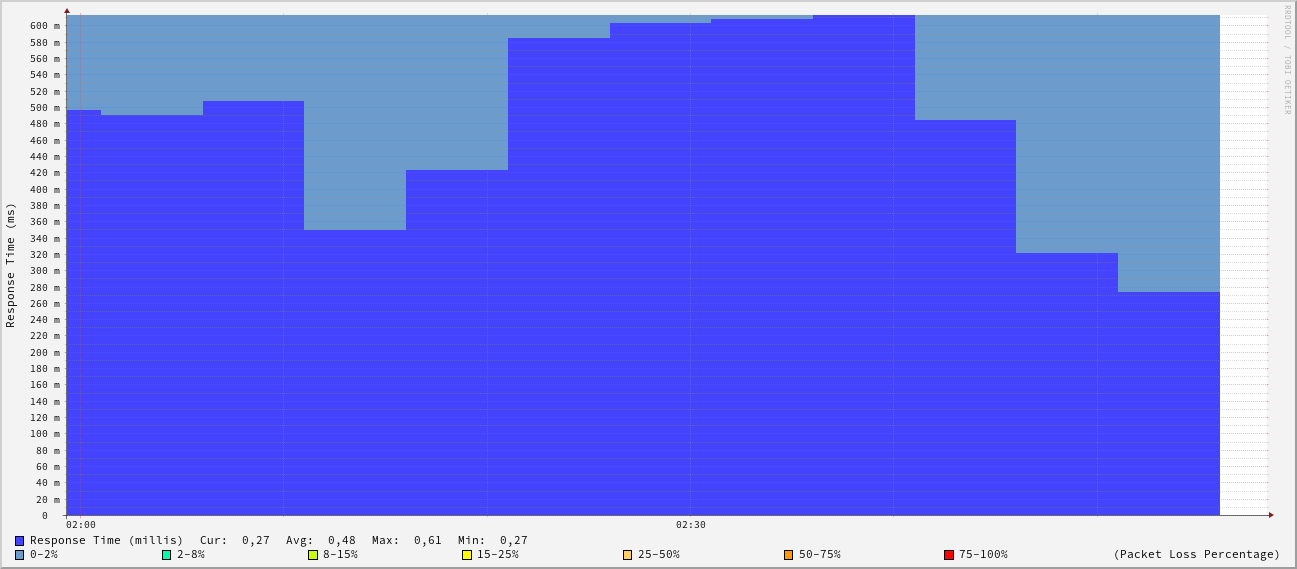 RRDTOOL / TOBI OETIKER
Response Time (ms)
600 m
580 m
560 m
540 m
520 m
500 m
480 m
460 m
440 m
420 m
400 m
380 m
360 m
340 m
320 m
300 m
280 m
260 m
240 m
220 m
200 m
180 m
160 m
140 m
120 m
100 m
80 m
60 m
40 m
20 m
0
02:00 02:30
Response Time (millis) Cur: 0,27 Avg: 0,48 Max: 0,61 Min: 0,27
0-2% 2-8% 8-15% 15-25% 25-50% 50-75% 75-100% (Packet Loss Percentage)